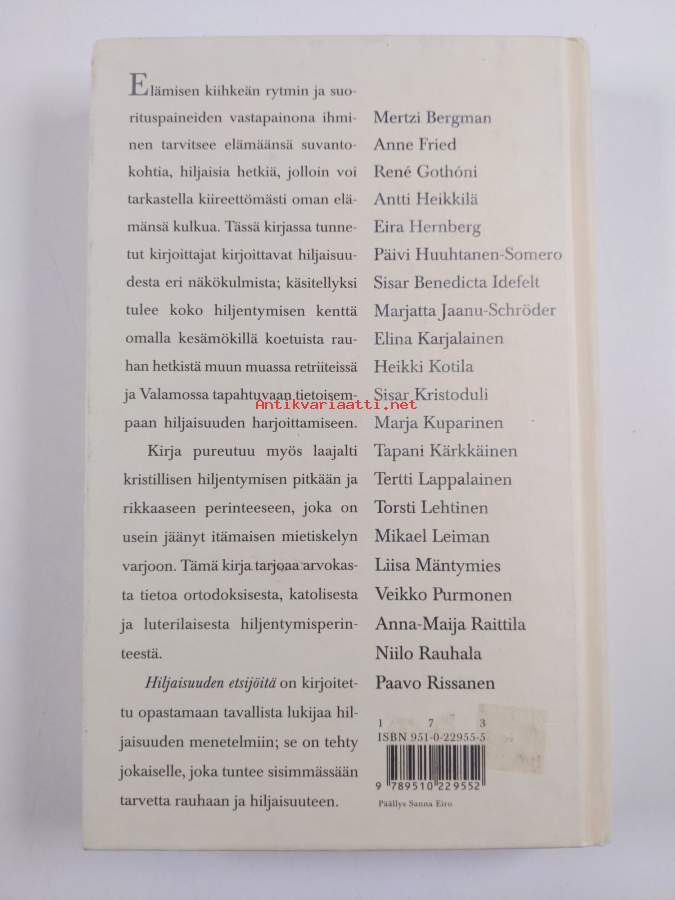 Elämisen kiihkeän rytmin ja suo-
rituspaineiden vastapainona ihmi-
nen tarvitsee elämäänsä suvanto-
kohtia, hiljaisia hetkiä, jolloin voi
tarkastella kiireettömästi oman elä-
mänsä kulkua. Tässä kirjassa tunne-
tut kirjoittajat kirjoittavat hiljaisuu-
desta eri näkökulmista; käsitellyksi
tulee koko hiljentymisen kenttä
omalla kesämökillä koetuista rau-
han hetkistä muun muassa retriiteissä
ja Valamossa tapahtuvaan tietoisem-
paan hiljaisuuden harjoittamiseen.
Kirja pureutuu myös laajalti
kristillisen hiljentymisen pitkään ja
rikkaaseen perinteeseen, joka on
usein jäänyt itämaisen mietiskelyn
varjoon. Tämä kirja tarjoaa arvokas-
ta tietoa ortodoksisesta, katolisesta
ja luterilaisesta hiljentymisperin-
teestä.
Hiljaisuuden etsijöitä on kirjoitet-
tu opastamaan tavallista lukijaa hil-
jaisuuden menetelmiin; se on tehty
jokaiselle, joka tuntee sisimmässään
tarvetta rauhaan ja hiljaisuuteen.
Mertzi Bergman
Anne Fried
René Gothóni
Antti Heikkilä
Eira Hernberg
Päivi Huuhtanen-Somero
Sisar Benedicta Idefelt
Marjatta Jaanu-Schröder
Elina Karjalainen
Heikki Kotila
Sisar Kristoduli
Marja Kuparinen
Tapani Kärkkäinen
Tertti Lappalainen
Torsti Lehtinen
Mikael Leiman
Liisa Mäntymies
Veikko Purmonen
Anna-Maija Raittila
Niilo Rauhala
Paavo Rissanen
1 7 3
ISBN 951-0-22955-5
9 789510 229552
Päällys Sanna Eiro
Antikvariaatti.net